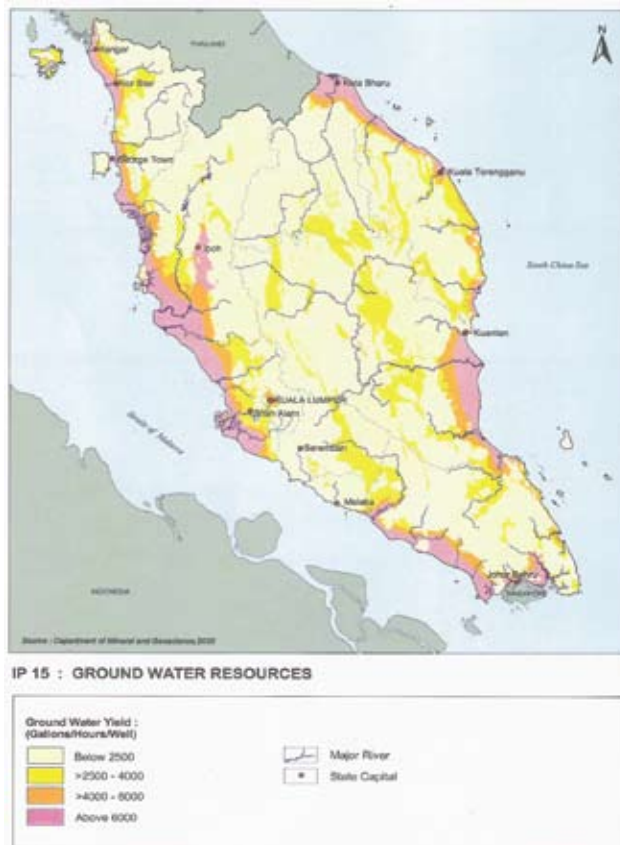 THAILAND
N
Kangar
Alor Star
Kota Bharu
George Town
Kuala Terengganu
Ipoh
South China Sea
Kuantan
KUALA LUMPUR
Shah Alam
Seremban
Straits of Malacca
Melaka
Johor Bahru
SINGAPORE
INDONESIA
Source : Department of Mineral and Geoscience, 2003
IP 15 : GROUND WATER RESOURCES
Ground Water Yield :
(Gallons/Hours/Well)
Below 2500
>2500 - 4000
>4000 - 6000
Above 6000
Major River
State Capital